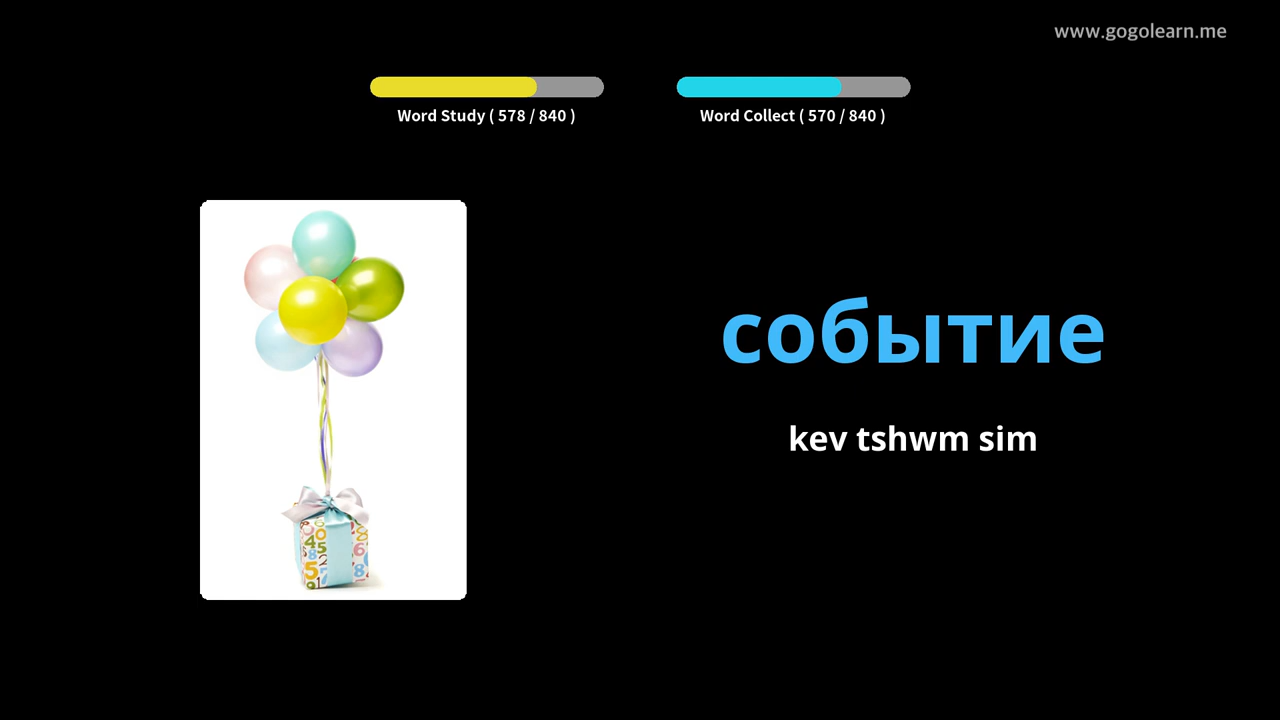 www.gogolearn.me
Word Study ( 578 / 840 )
Word Collect ( 570 / 840 )
событие
kev tshwm sim